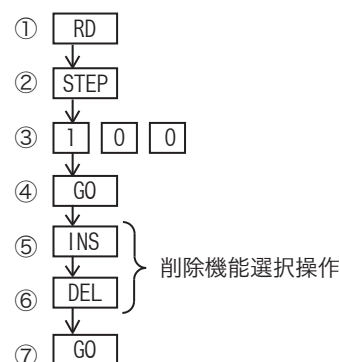 ① RD
② STEP
③ 1 0 0
④ GO
⑤ INS
削除機能選択操作
⑥ DEL
⑦ GO